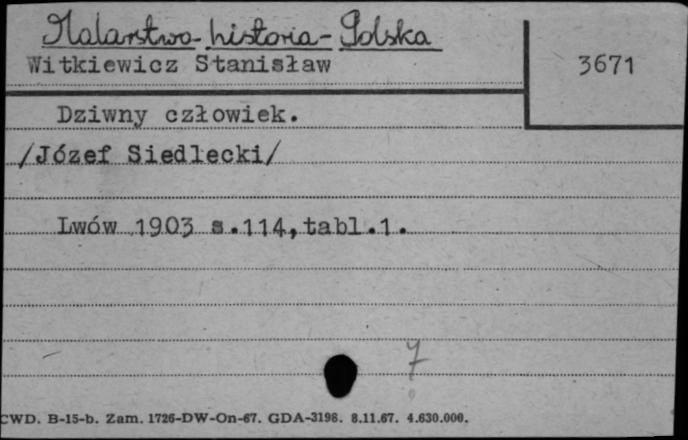 Malarstwo- historia- Polska
Witkiewicz Stanisław
3671
Dziwny człowiek.
/Józef Siedlecki/
Lwów 1903 s.114,tabl.1.
7
CWD. B-15-b. Zam. 1726-DW-On-67. GDA-3198. 8.11.67. 4.630.000.